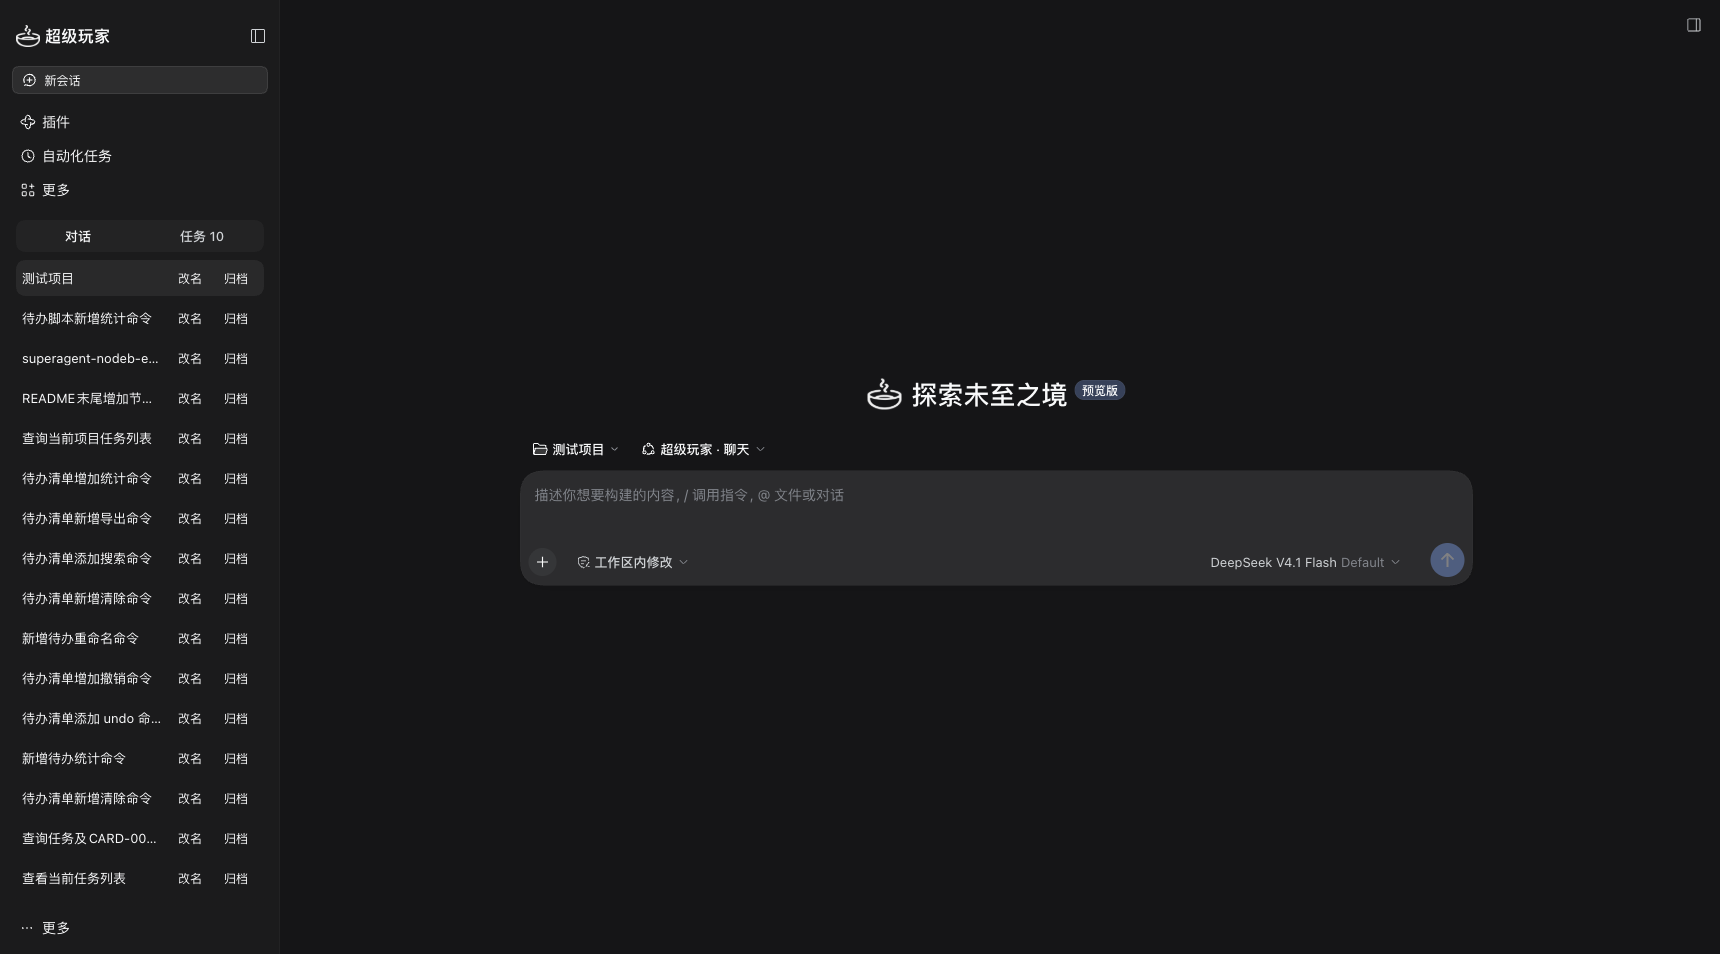 超级玩家
新会话
插件
自动化任务
更多
对话 任务 10
测试项目 改名 归档
待办脚本新增统计命令 改名 归档
superagent-nodeb-e... 改名 归档
README 末尾增加节... 改名 归档
查询当前项目任务列表 改名 归档
待办清单增加统计命令 改名 归档
待办清单新增导出命令 改名 归档
待办清单添加搜索命令 改名 归档
待办清单新增清除命令 改名 归档
新增待办重命名命令 改名 归档
待办清单增加撤销命令 改名 归档
待办清单添加 undo 命... 改名 归档
新增待办统计命令 改名 归档
待办清单新增清除命令 改名 归档
查询任务及 CARD-00... 改名 归档
查看当前任务列表 改名 归档
更多
探索未至之境 预览版
测试项目 超级玩家 · 聊天
描述你想要构建的内容, / 调用指令, @ 文件或对话
工作区内修改 DeepSeek V4.1 Flash Default